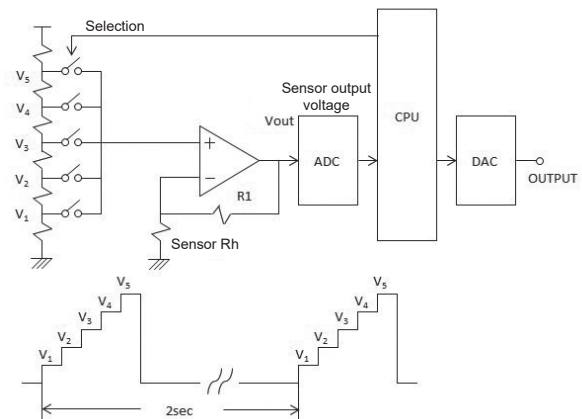 Selection
V5
V4
V3
V2
V1
Sensor output
voltage
Vout
CPU
ADC
DAC
OUTPUT
R1
Sensor Rh
V1
V2
V3
V4
V5
V1
V2
V3
V4
V5
2sec